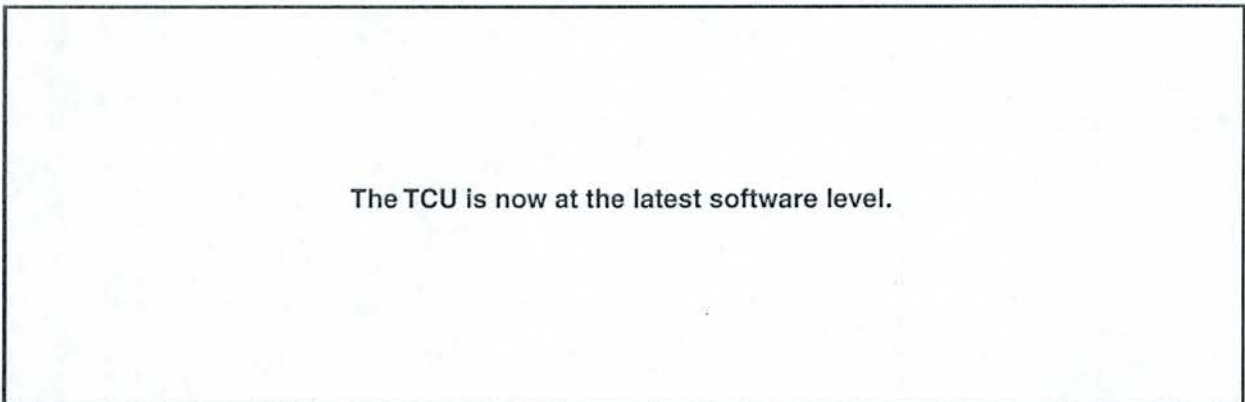 The TCU is now at the latest software level.